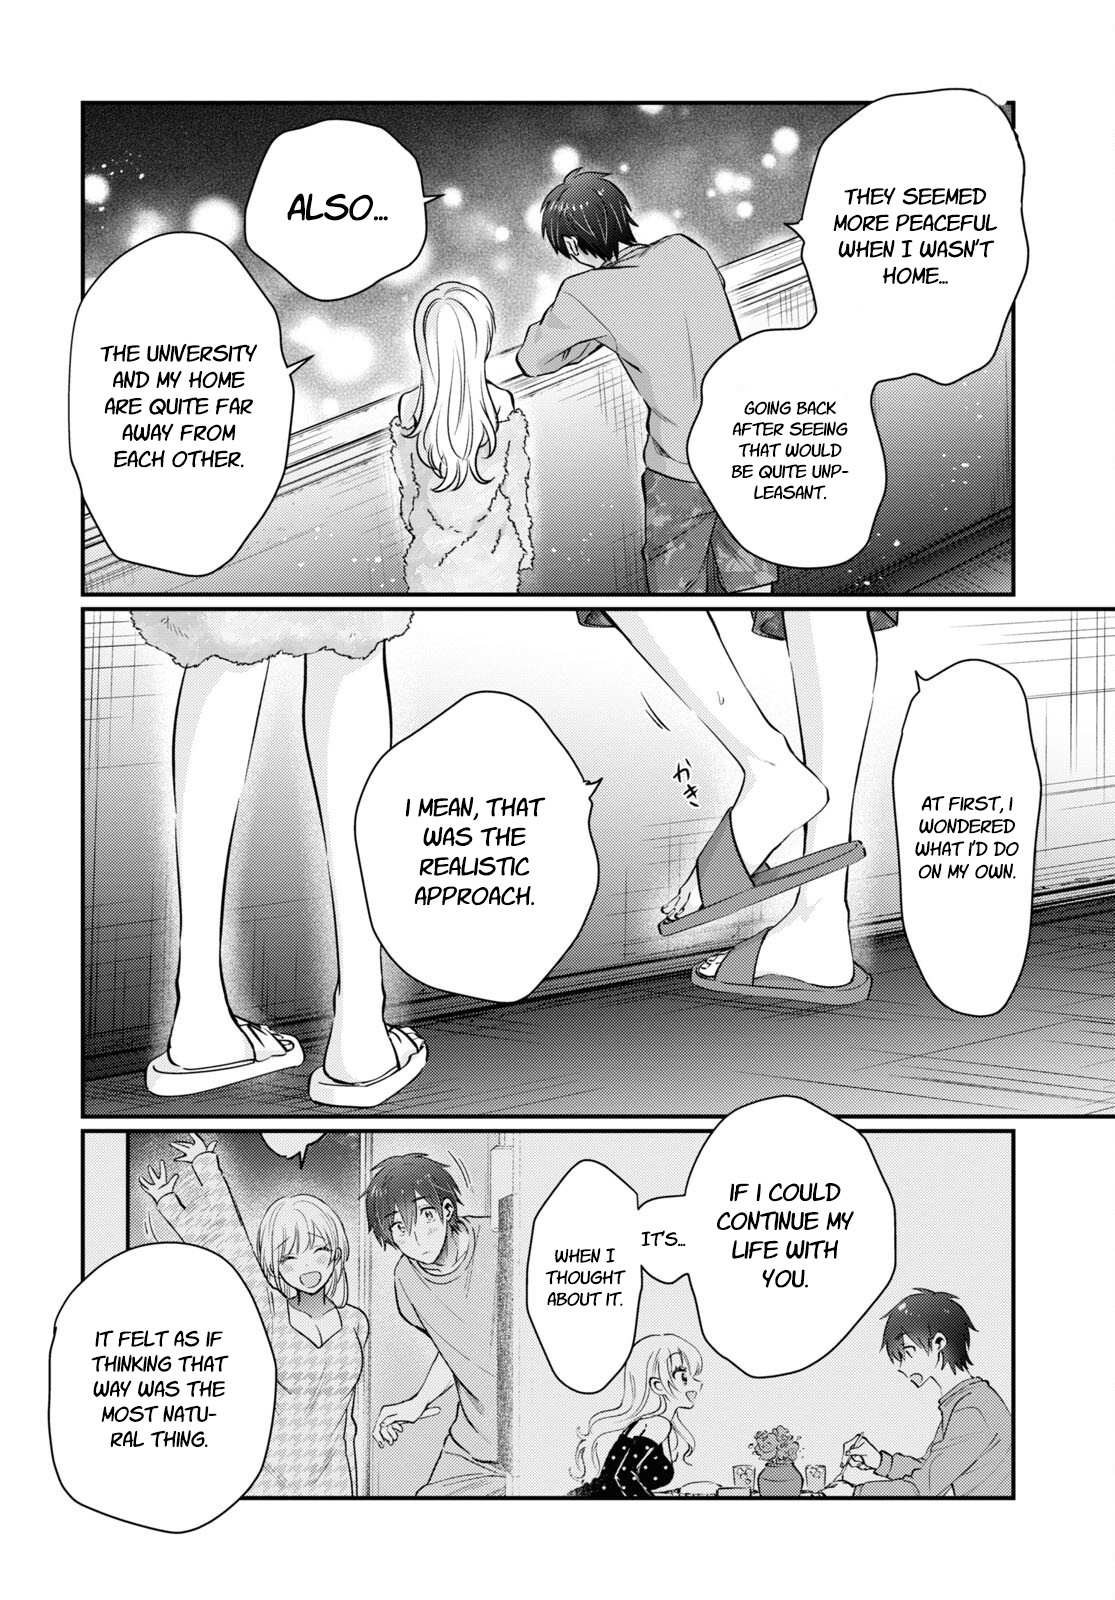 THEY SEEMED
MORE PEACEFUL
WHEN I WASN'T
HOME...
GOING BACK
AFTER SEEING
THAT WOULD
BE QUITE UNP-
LEASANT.
ALSO...
THE UNIVERSITY
AND MY HOME
ARE QUITE FAR
AWAY FROM
EACH OTHER.
AT FIRST, I
WONDERED
WHAT I'D DO
ON MY OWN.
かき
I MEAN, THAT
WAS THE
REALISTIC
APPROACH.
IF I COULD
CONTINUE MY
LIFE WITH
YOU.
IT'S...
WHEN I
THOUGHT
ABOUT IT.
IT FELT AS IF
THINKING THAT
WAY WAS THE
MOST NATU-
RAL THING.